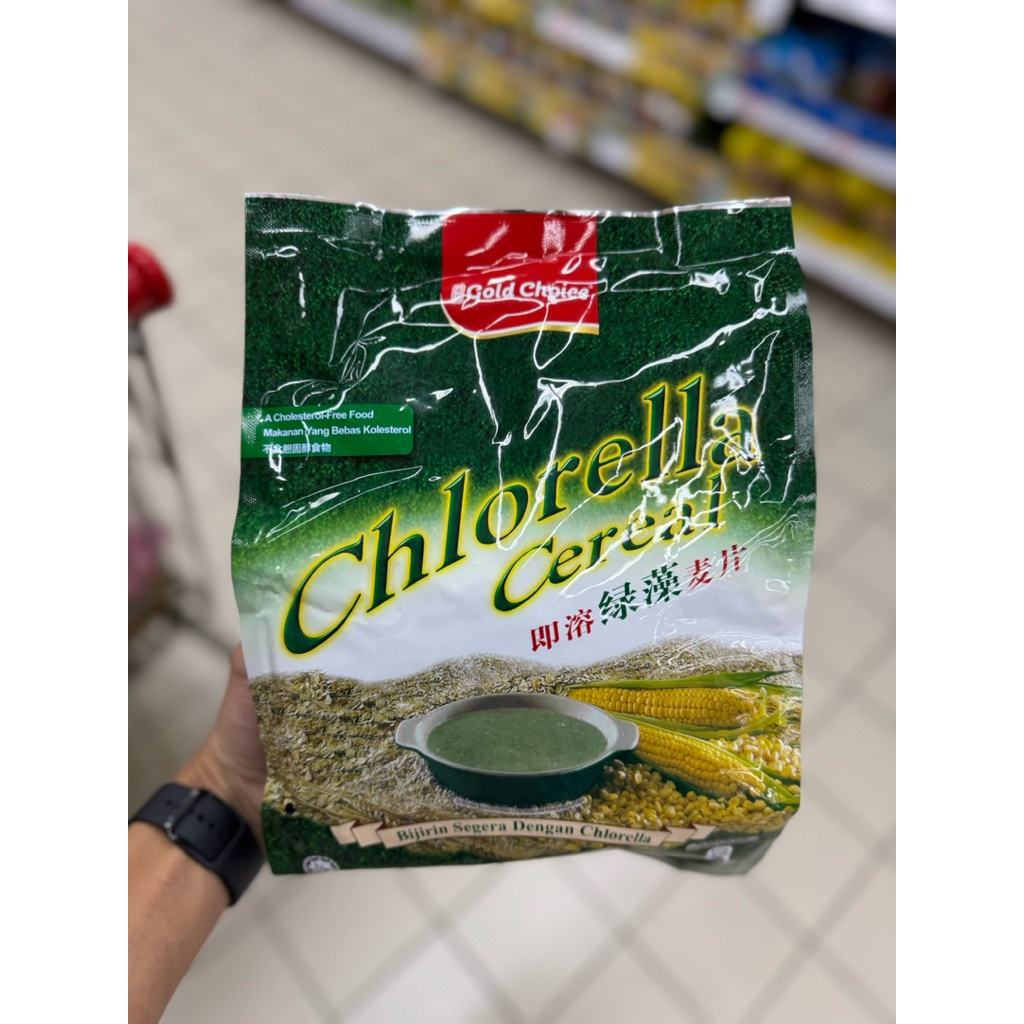 Gold Choice
A Cholesterol-Free Food
Makanan Yang Bebas Kolesterol
不含胆固醇食物
Chlorella
Cereal
即溶绿藻麦片
Bijirin Segera Dengan Chlorella